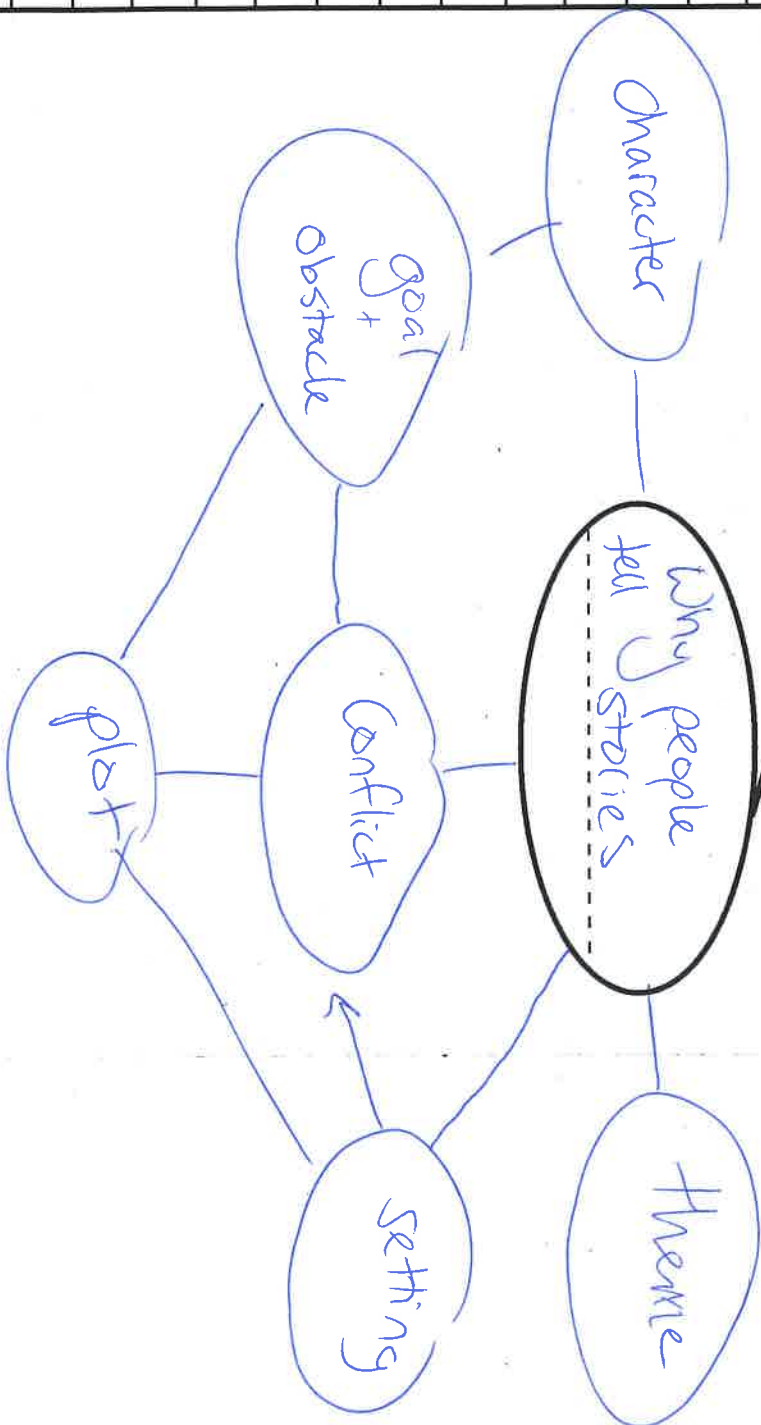 Character
Why people
tell stories
theme
goal
+
obstacle
Conflict
setting
plot